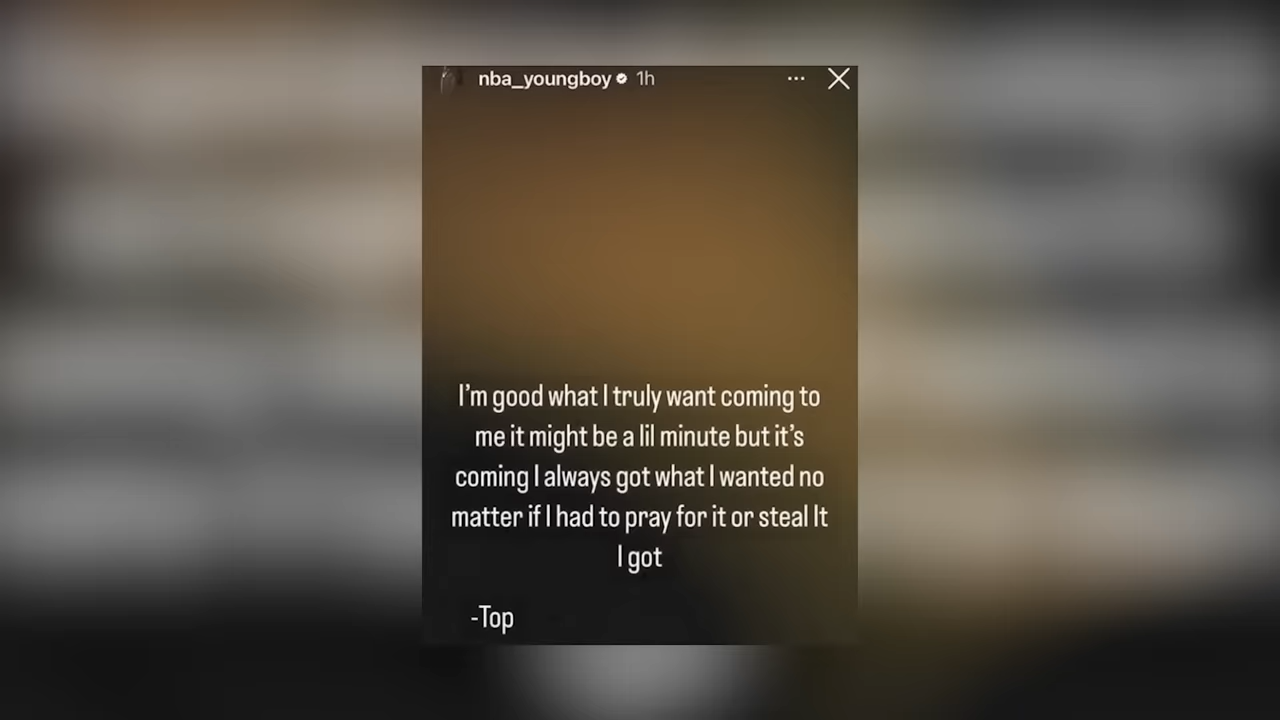 nba_youngboy 1h
I'm good what I truly want coming to
me it might be a lil minute but it's
coming I always got what I wanted no
matter if I had to pray for it or steal It
I got
-Top